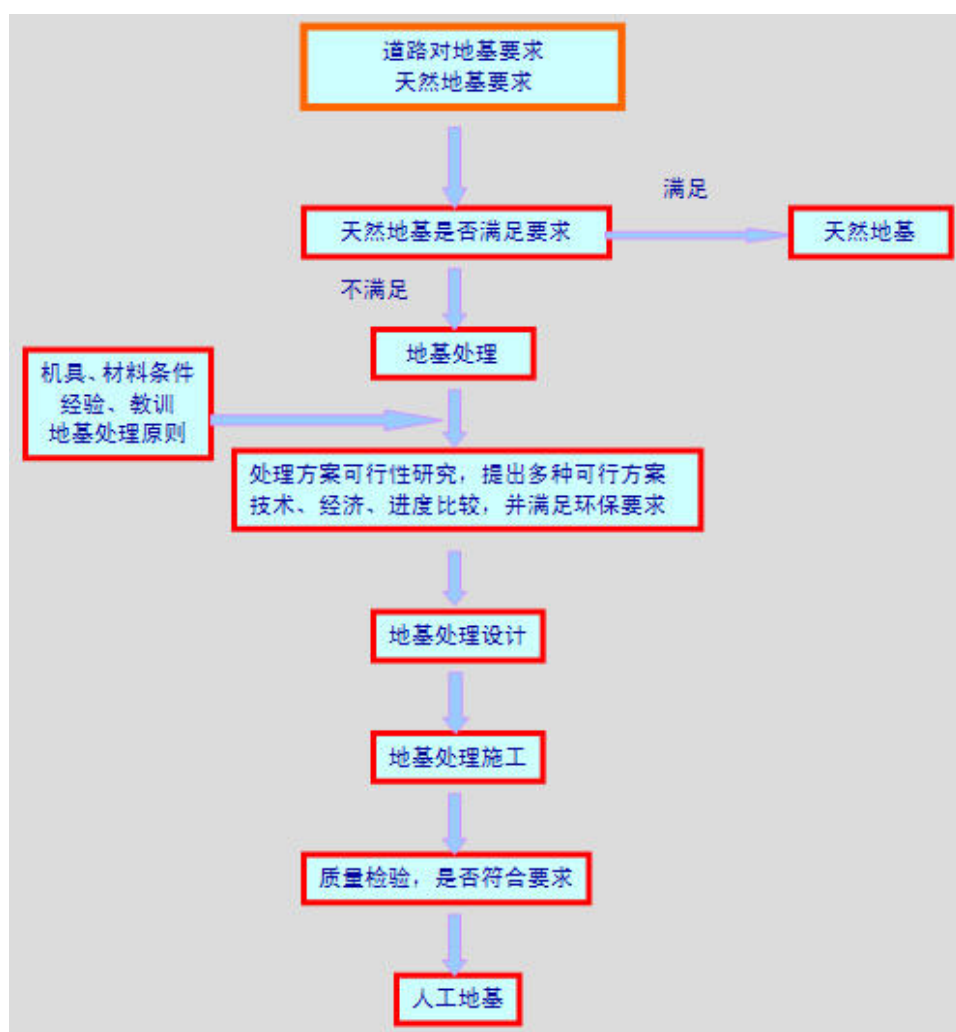 道路对地基要求
天然地基要求
满足
天然地基是否满足要求
天然地基
不满足
地基处理
机具、材料条件
经验、教训
地基处理原则
处理方案可行性研究，提出多种可行方案
技术、经济、进度比较，并满足环保要求
地基处理设计
地基处理施工
质量检验，是否符合要求
人工地基